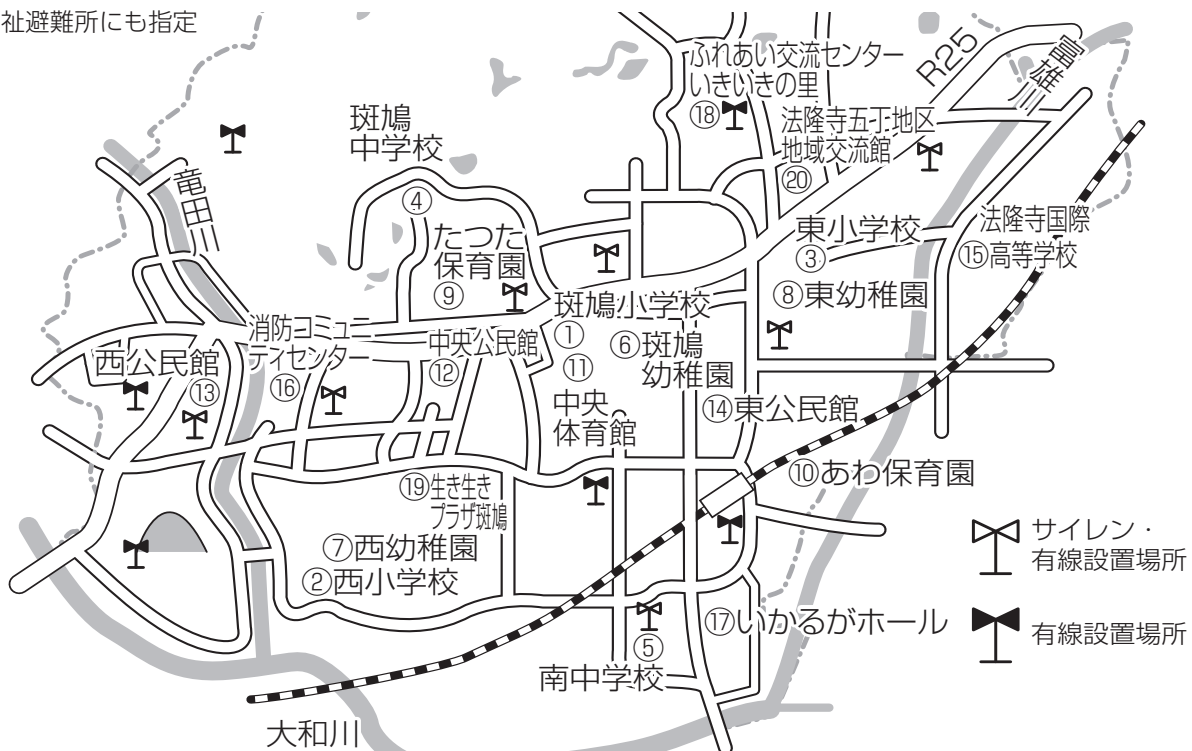 祉避難所にも指定
ふれあい交流センター
いきいきの里
⑱
R25
富雄川
斑鳩
中学校
④
法隆寺五丁地区
地域交流館
⑳
竜田川
たつた
保育園
⑨
東小学校
③
法隆寺国際
⑮高等学校
⑧東幼稚園
斑鳩小学校
①
⑪
⑥斑鳩
幼稚園
消防コミュニ
ティセンター
⑯
中央公民館
⑫
西公民館
⑬
中央
体育館
⑭東公民館
⑩あわ保育園
⑲生き生き
プラザ斑鳩
⑦西幼稚園
②西小学校
サイレン・
有線設置場所
有線設置場所
⑰いかるがホール
⑤
南中学校
大和川